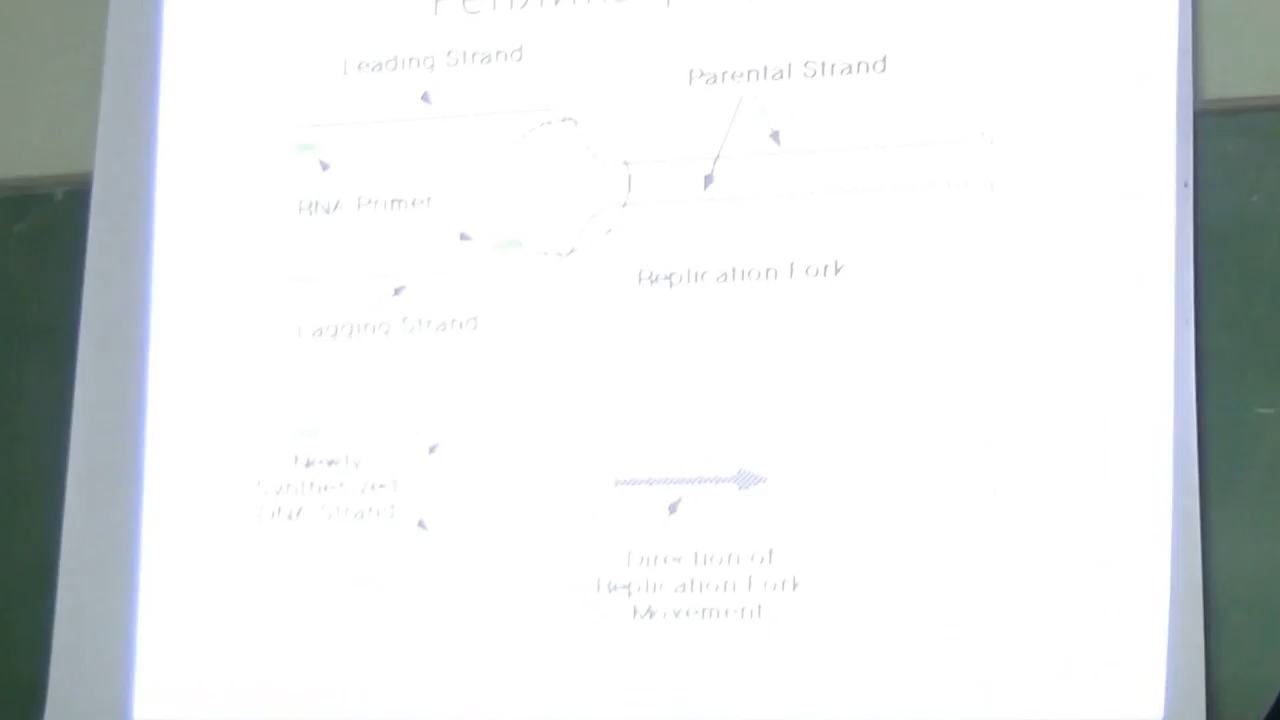 Leading Strand
Parental Strand
RNA Primer
Replication Fork
Lagging Strand
Newly
Synthesized
DNA Strand
Direction of
Replication Fork
Movement